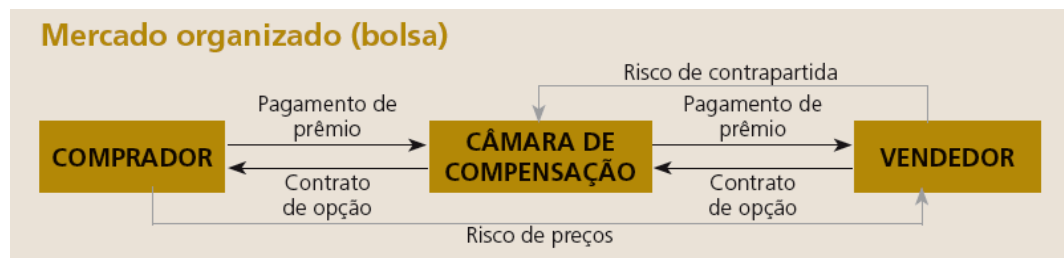 Mercado organizado (bolsa)
Risco de contrapartida
Pagamento de
prêmio
Pagamento de
prêmio
COMPRADOR
CÂMARA DE
COMPENSAÇÃO
VENDEDOR
Contrato
de opção
Contrato
de opção
Risco de preços